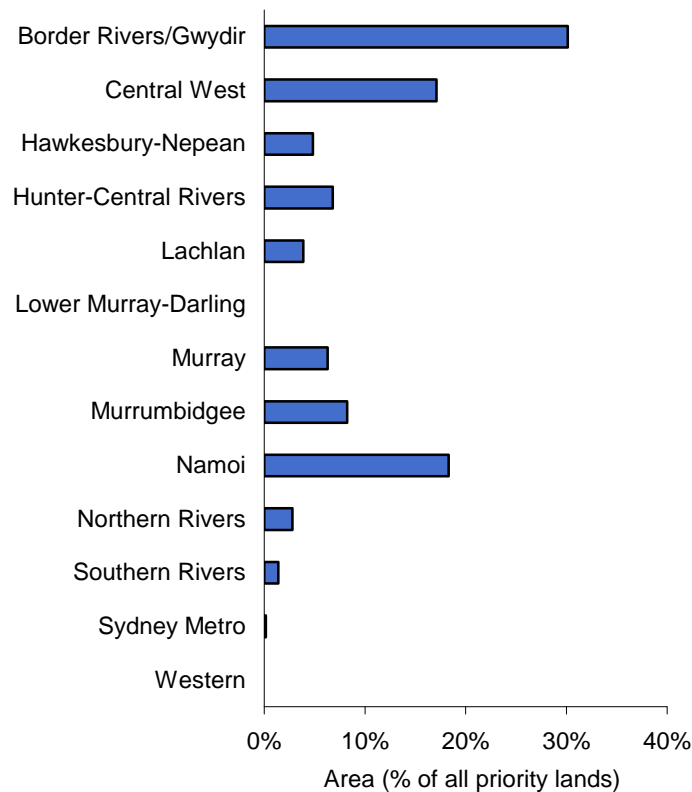 Border Rivers/Gwydir
Central West
Hawkesbury-Nepean
Hunter-Central Rivers
Lachlan
Lower Murray-Darling
Murray
Murrumbidgee
Namoi
Northern Rivers
Southern Rivers
Sydney Metro
Western
0% 10% 20% 30% 40%
Area (% of all priority lands)